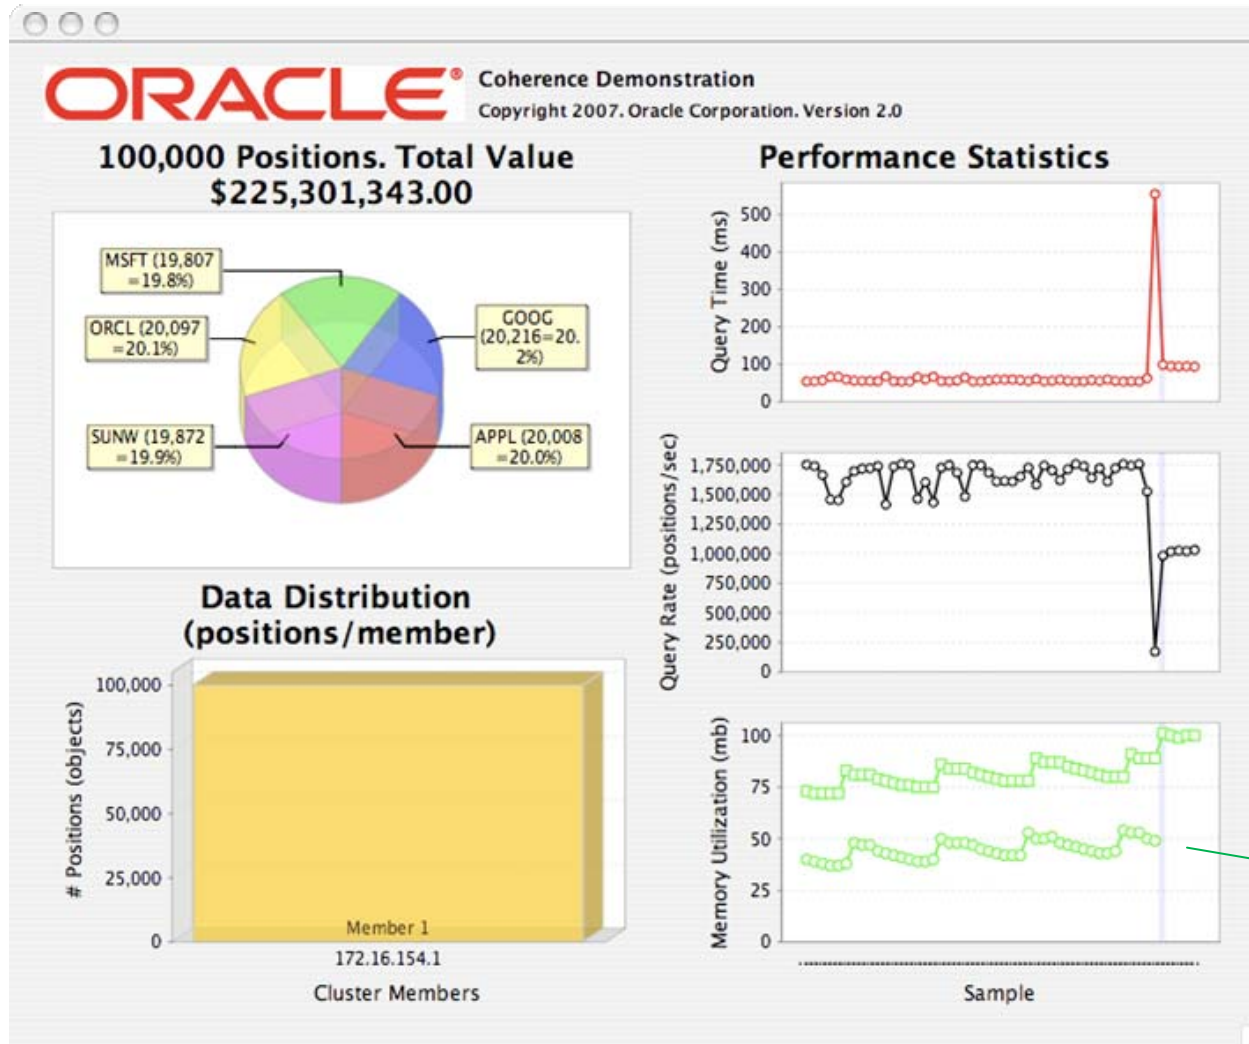 ORACLE®
Coherence Demonstration
Copyright 2007. Oracle Corporation. Version 2.0
100,000 Positions. Total Value
$225,301,343.00
MSFT (19,807
=19.8%)
ORCL (20,097
=20.1%)
GOOG
(20,216=20.
2%)
SUNW (19,872
=19.9%)
APPL (20,008
=20.0%)
Data Distribution
(positions/member)
# Positions (objects)
100,000
75,000
50,000
25,000
0
Member 1
172.16.154.1
Cluster Members
Performance Statistics
Query Time (ms)
500
400
300
200
100
0
Query Rate (positions/sec)
1,750,000
1,500,000
1,250,000
1,000,000
750,000
500,000
250,000
0
Memory Utilization (mb)
100
75
50
25
0
Sample